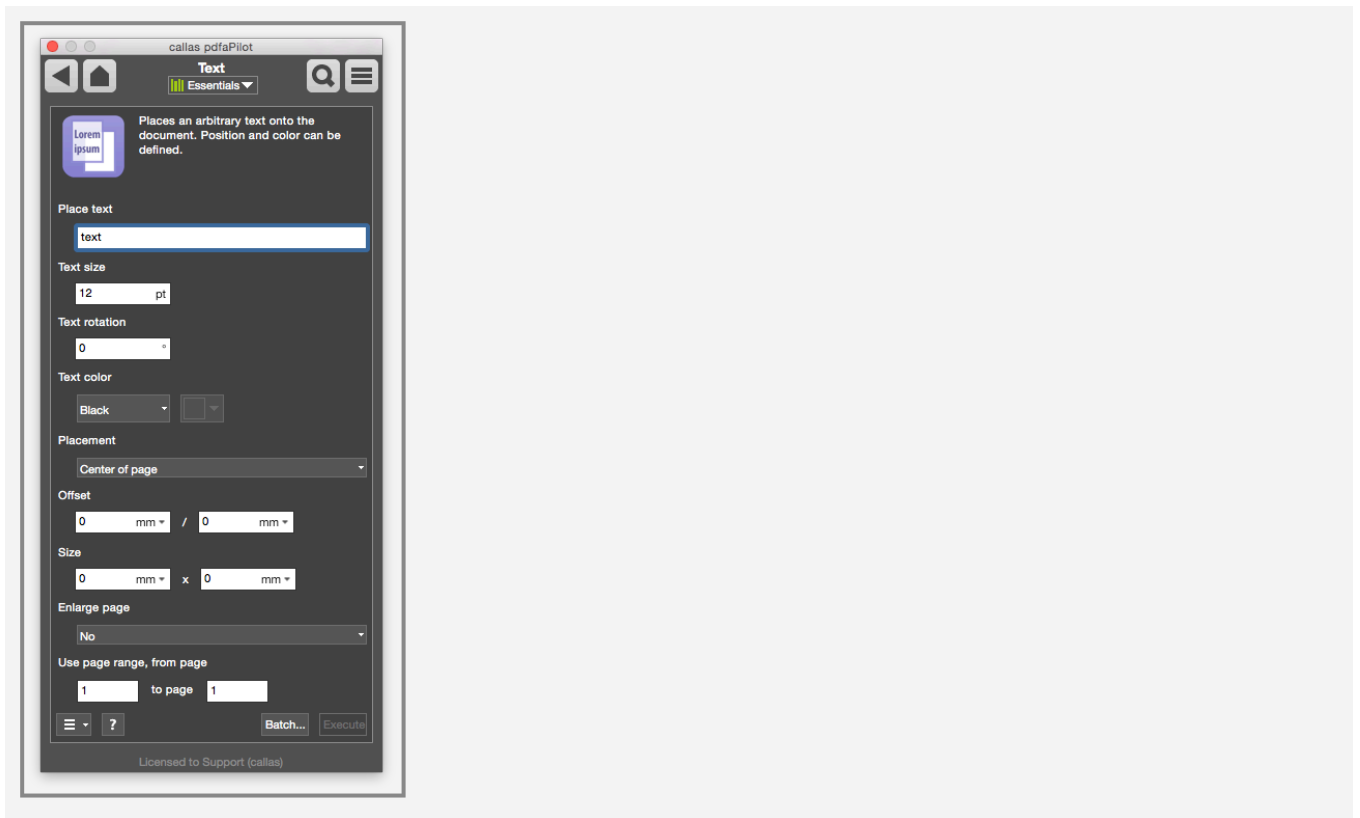 callas pdfaPilot
Text
Essentials
Lorem
ipsum
Places an arbitrary text onto the
document. Position and color can be
defined.
Place text
text
Text size
12 pt
Text rotation
0 °
Text color
Black
Placement
Center of page
Offset
0 mm / 0 mm
Size
0 mm x 0 mm
Enlarge page
No
Use page range, from page
1 to page 1
? Batch... Execute
Licensed to Support (callas)